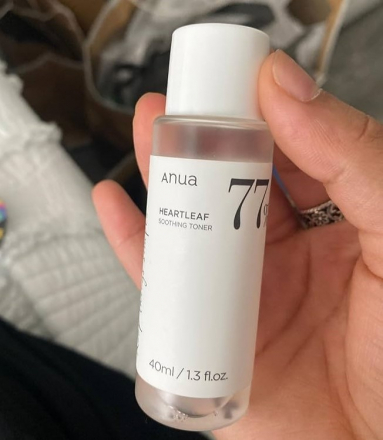 anua
77
HEARTLEAF
SOOTHING TONER
40ml / 1.3 fl.oz.